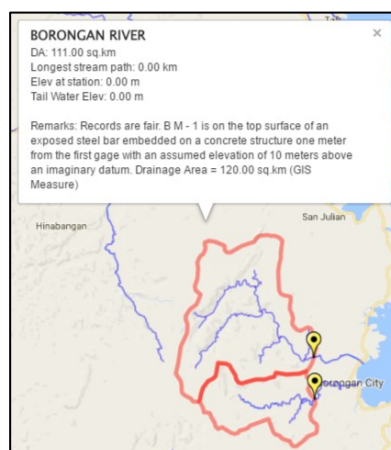 BORONGAN RIVER
×
DA: 111.00 sq.km
Longest stream path: 0.00 km
Elev at station: 0.00 m
Tail Water Elev: 0.00 m
Remarks: Records are fair. B M - 1 is on the top surface of an
exposed steel bar embedded on a concrete structure one meter
from the first gage with an assumed elevation of 10 meters above
an imaginary datum. Drainage Area = 120.00 sq.km (GIS
Measure)
San Julian
Hinabangan
Borongan City